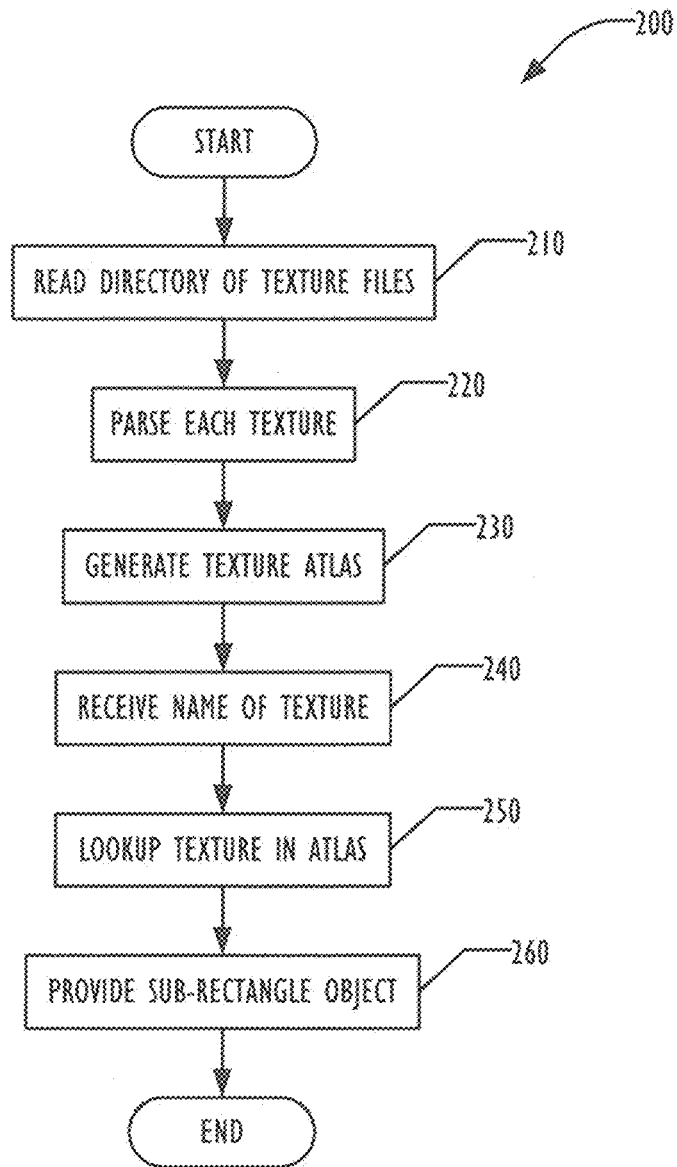 200
START
READ DIRECTORY OF TEXTURE FILES
210
PARSE EACH TEXTURE
220
GENERATE TEXTURE ATLAS
230
RECEIVE NAME OF TEXTURE
240
LOOKUP TEXTURE IN ATLAS
250
PROVIDE SUB-RECTANGLE OBJECT
260
END